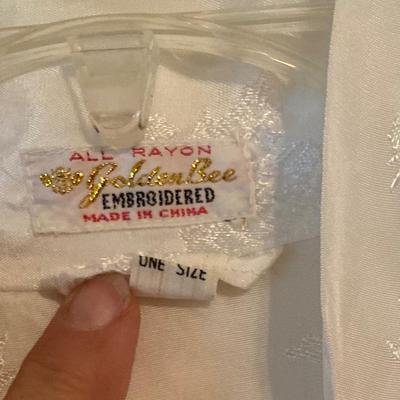 ALL RAYON
Golden Bee
EMBROIDERED
MADE IN CHINA
ONE SIZE